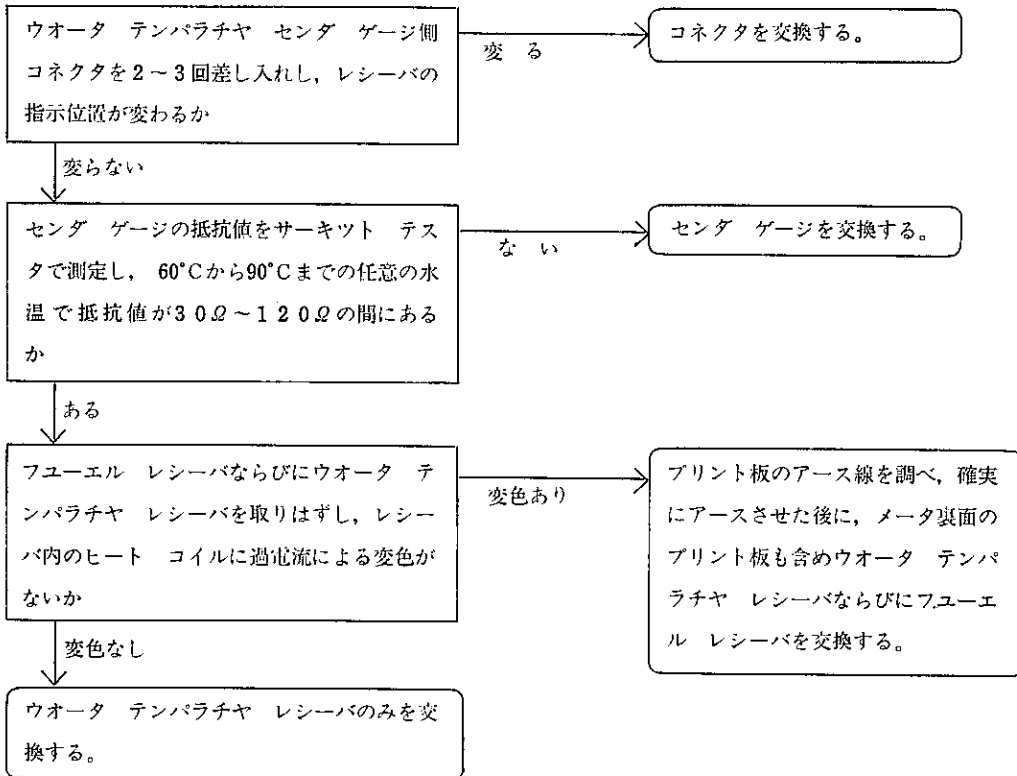 ウオータ テンパラチヤ センダ ゲージ側
コネクタを2~3回差し入れし,レシーバの
指示位置が変わるか
変 る
コネクタを交換する。
変らない
センダ ゲージの抵抗値をサーキツト テス
タで測定し, 60℃から90℃までの任意の水
温で抵抗値が30Ω~120Ωの間にある
か
な い
センダ ゲージを交換する。
ある
フユーエル レシーバならびにウオータ テ
ンパラチヤ レシーバを取りはずし,レシー
バ内のヒート コイルに過電流による変色が
ないか
変色あり
プリント板のアース線を調べ,確実
にアースさせた後に,メータ裏面の
プリント板も含めウオータ テンパ
ラチヤ レシーバならびにフユーエ
ル レシーバを交換する。
変色なし
ウオータ テンパラチヤ レシーバのみを交
換する。